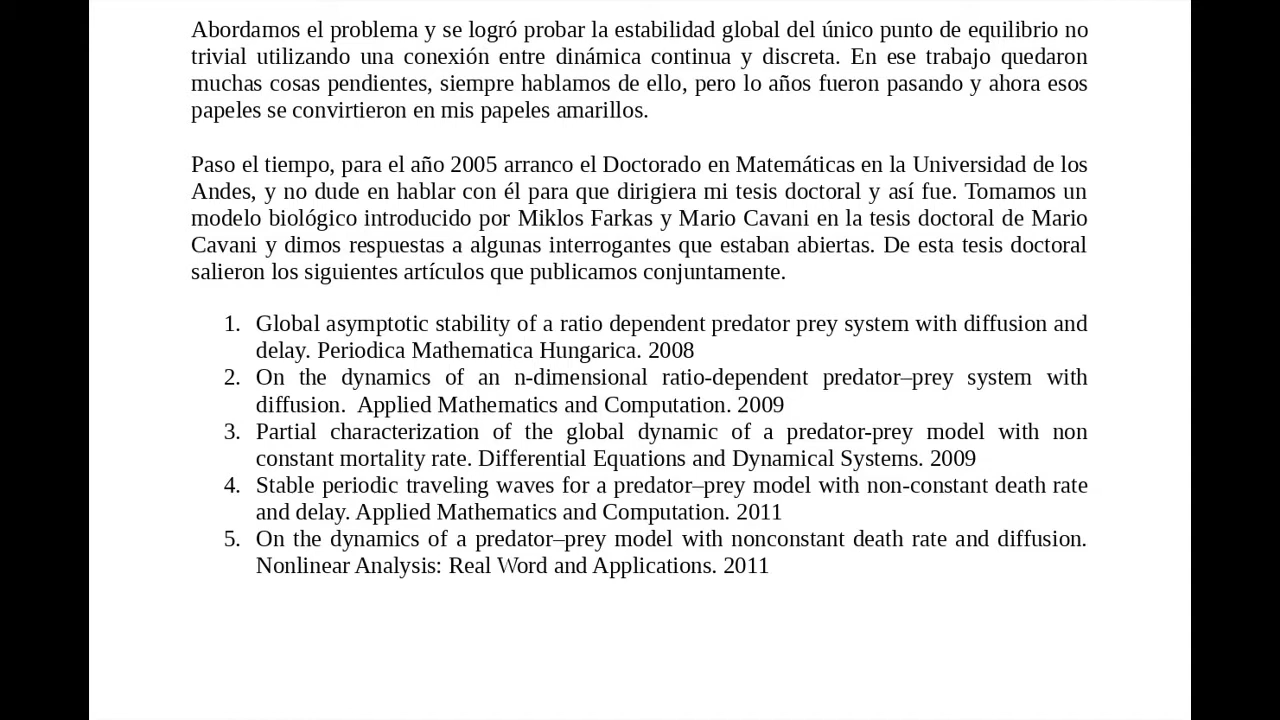 Abordamos el problema y se logró probar la estabilidad global del único punto de equilibrio no
trivial utilizando una conexión entre dinámica continua y discreta. En ese trabajo quedaron
muchas cosas pendientes, siempre hablamos de ello, pero lo años fueron pasando y ahora esos
papeles se convirtieron en mis papeles amarillos.
Paso el tiempo, para el año 2005 arranco el Doctorado en Matemáticas en la Universidad de los
Andes, y no dude en hablar con él para que dirigiera mi tesis doctoral y así fue. Tomamos un
modelo biológico introducido por Miklos Farkas y Mario Cavani en la tesis doctoral de Mario
Cavani y dimos respuestas a algunas interrogantes que estaban abiertas. De esta tesis doctoral
salieron los siguientes artículos que publicamos conjuntamente.
1. Global asymptotic stability of a ratio dependent predator prey system with diffusion and
delay. Periodica Mathematica Hungarica. 2008
2. On the dynamics of an n-dimensional ratio-dependent predator–prey system with
diffusion. Applied Mathematics and Computation. 2009
3. Partial characterization of the global dynamic of a predator-prey model with non
constant mortality rate. Differential Equations and Dynamical Systems. 2009
4. Stable periodic traveling waves for a predator–prey model with non-constant death rate
and delay. Applied Mathematics and Computation. 2011
5. On the dynamics of a predator–prey model with nonconstant death rate and diffusion.
Nonlinear Analysis: Real Word and Applications. 2011